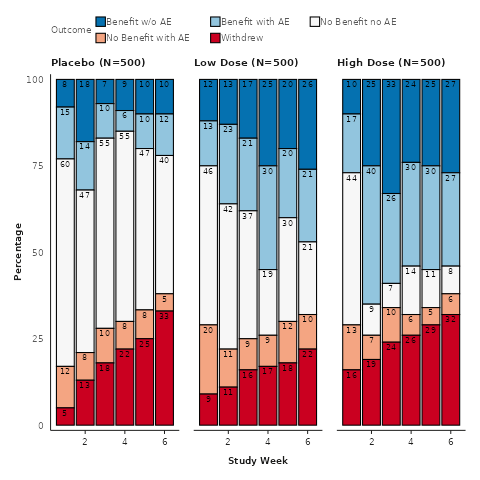 Outcome
Benefit w/o AE
Benefit with AE
No Benefit no AE
No Benefit with AE
Withdrew
Placebo (N=500)
Low Dose (N=500)
High Dose (N=500)
Percentage
100
75
50
25
0
8 18 7 9 10 10
15 14 10 6 10 12
60 47 55 55 47 40
12 8 10 8 8 5
5 13 18 22 25 33
12 13 17 25 20 26
13 23 21 30 20 21
46 42 37 19 30 21
20 11 9 9 12 10
9 11 16 17 18 22
10 25 33 24 25 27
17 40 26 30 30 27
44 9 7 14 11 8
13 7 10 6 5 6
16 19 24 26 29 32
2 4 6
2 4 6
2 4 6
Study Week